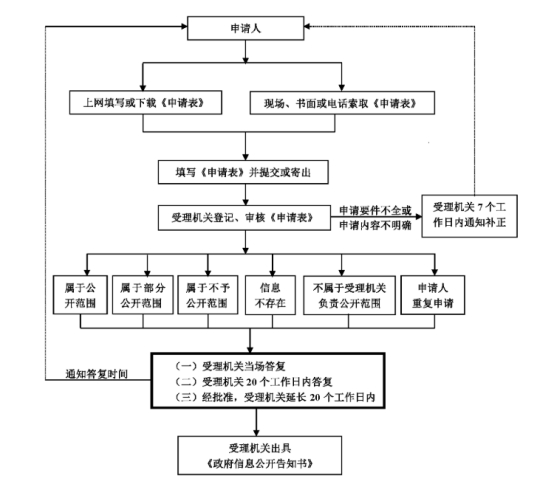 申请人
上网填写或下载《申请表》
现场、书面或电话索取《申请表》
填写《申请表》并提交或寄出
受理机关登记、审核《申请表》
申请要件不全或
申请内容不明确
受理机关 7 个工
作日内通知补正
属于公
开范围
属于部分
公开范围
属于不予
公开范围
信息
不存在
不属于受理机关
负责公开范围
申请人
重复申请
通知答复时间
（一）受理机关当场答复
（二）受理机关 20 个工作日内答复
（三）经批准，受理机关延长 20 个工作日内
受理机关出具
《政府信息公开告知书》